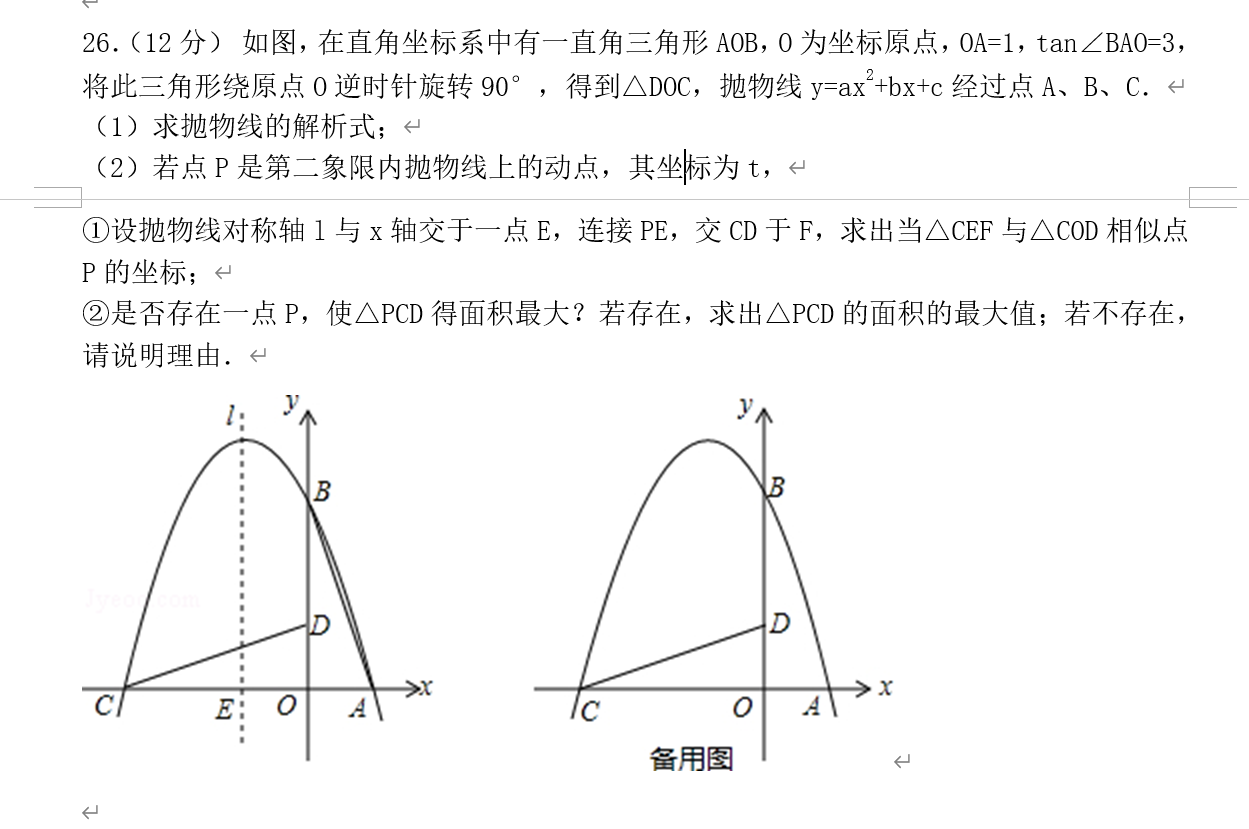 26.(12分) 如图,在直角坐标系中有一直角三角形AOB,O为坐标原点,OA=1,tan∠BAO=3,
将此三角形绕原点O逆时针旋转90°,得到△DOC,抛物线y=ax²+bx+c经过点A、B、C.
(1)求抛物线的解析式;
(2)若点P是第二象限内抛物线上的动点,其坐标为t,
①设抛物线对称轴l与x轴交于一点E,连接PE,交CD于F,求出当△CEF与△COD相似点
P的坐标;
②是否存在一点P,使△PCD得面积最大?若存在,求出△PCD的面积的最大值;若不存在,
请说明理由.
l y
B
D
C E O A x
y
B
D
C O A x
备用图